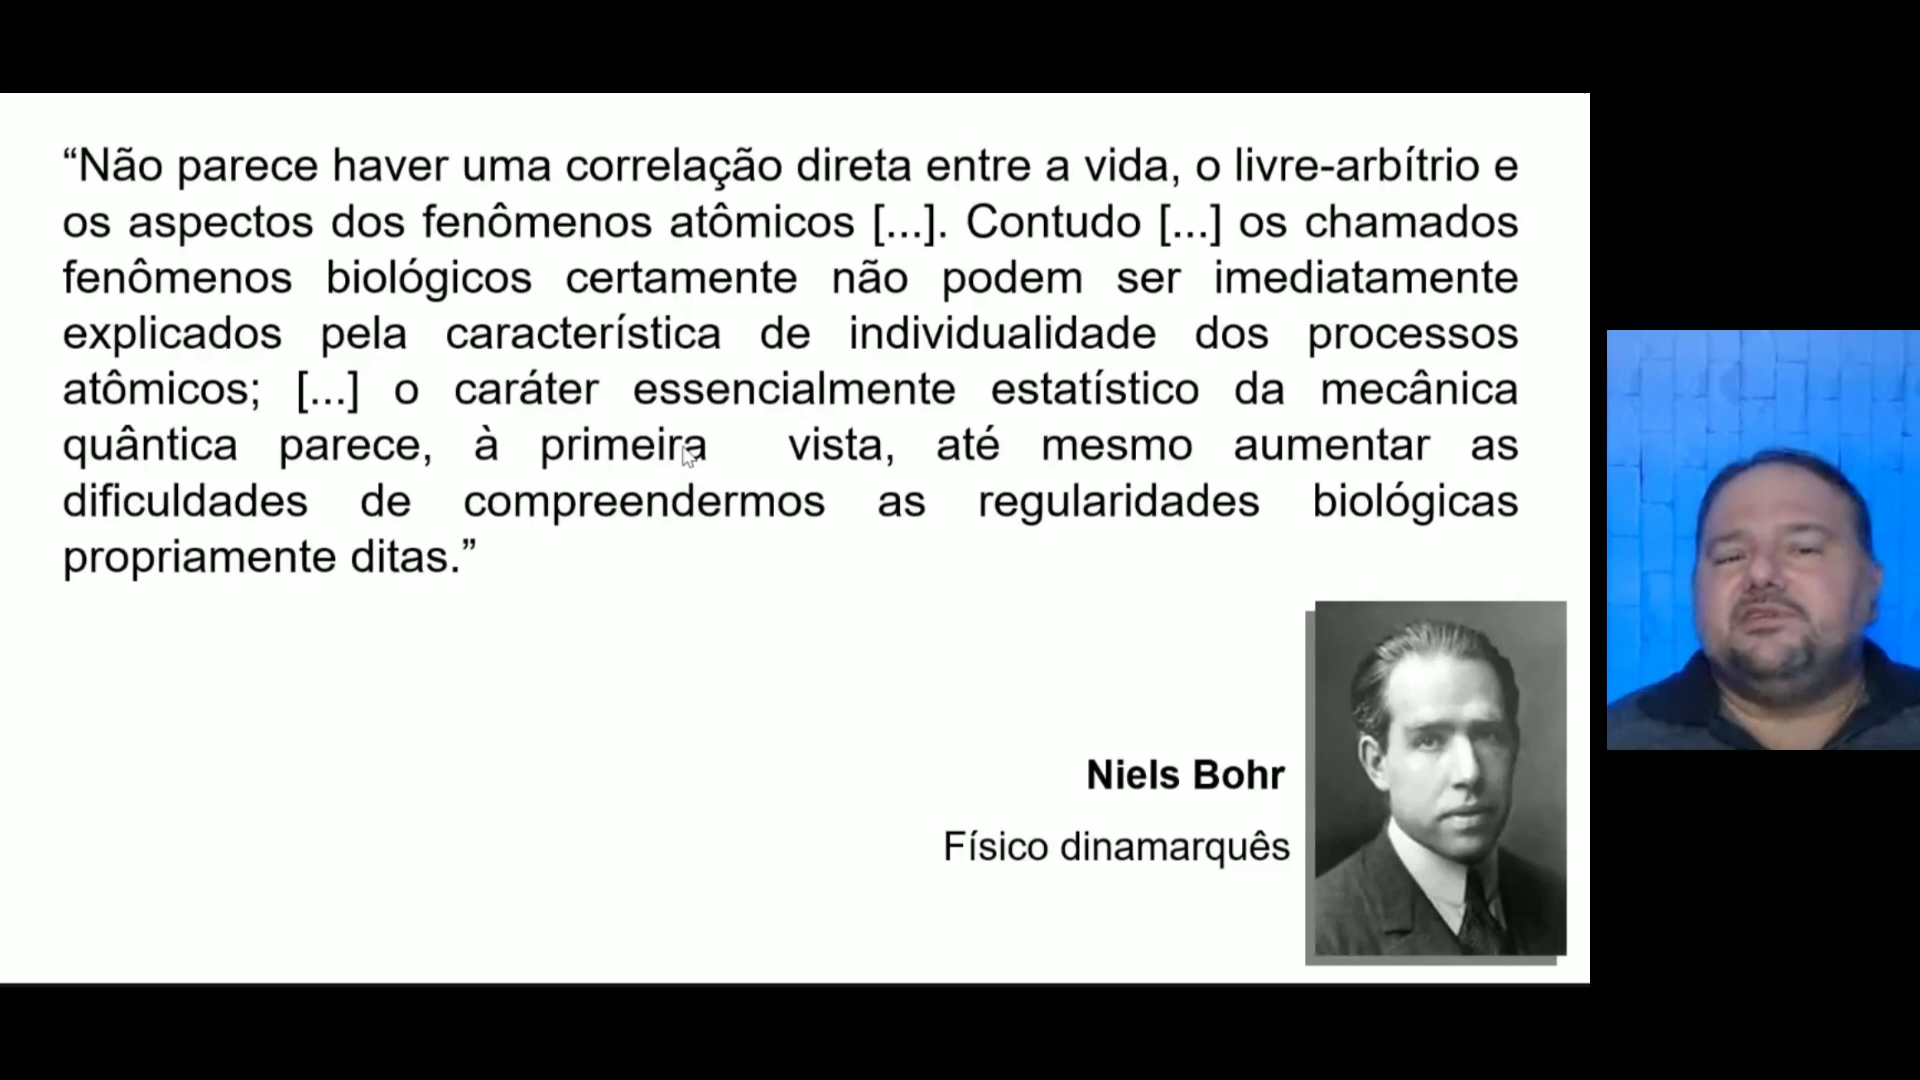 “Não parece haver uma correlação direta entre a vida, o livre-arbítrio e
os aspectos dos fenômenos atômicos [...]. Contudo [...] os chamados
fenômenos biológicos certamente não podem ser imediatamente
explicados pela característica de individualidade dos processos
atômicos; [...] o caráter essencialmente estatístico da mecânica
quântica parece, à primeira vista, até mesmo aumentar as
dificuldades de compreendermos as regularidades biológicas
propriamente ditas.”
Niels Bohr
Físico dinamarquês